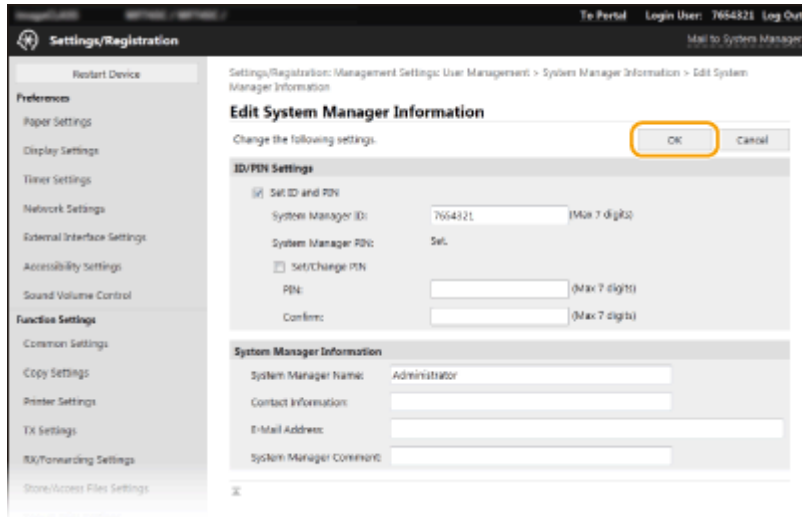 To Portal Login User: 7654321 Log Out
Settings/Registration
Mail to System Manager
Restart Device
Preferences
Paper Settings
Display Settings
Timer Settings
Network Settings
External Interface Settings
Accessibility Settings
Sound Volume Control
Function Settings
Common Settings
Copy Settings
Printer Settings
TX Settings
RX/Forwarding Settings
Store/Access Files Settings
Settings/Registration: Management Settings: User Management > System Manager Information > Edit System
Manager Information
Edit System Manager Information
Change the following settings.
OK Cancel
ID/PIN Settings
Set ID and PIN
System Manager ID: 7654321 (Max 7 digits)
System Manager PIN: Set.
Set/Change PIN
PIN: (Max 7 digits)
Confirm: (Max 7 digits)
System Manager Information
System Manager Name: Administrator
Contact Information:
E-Mail Address:
System Manager Comment: